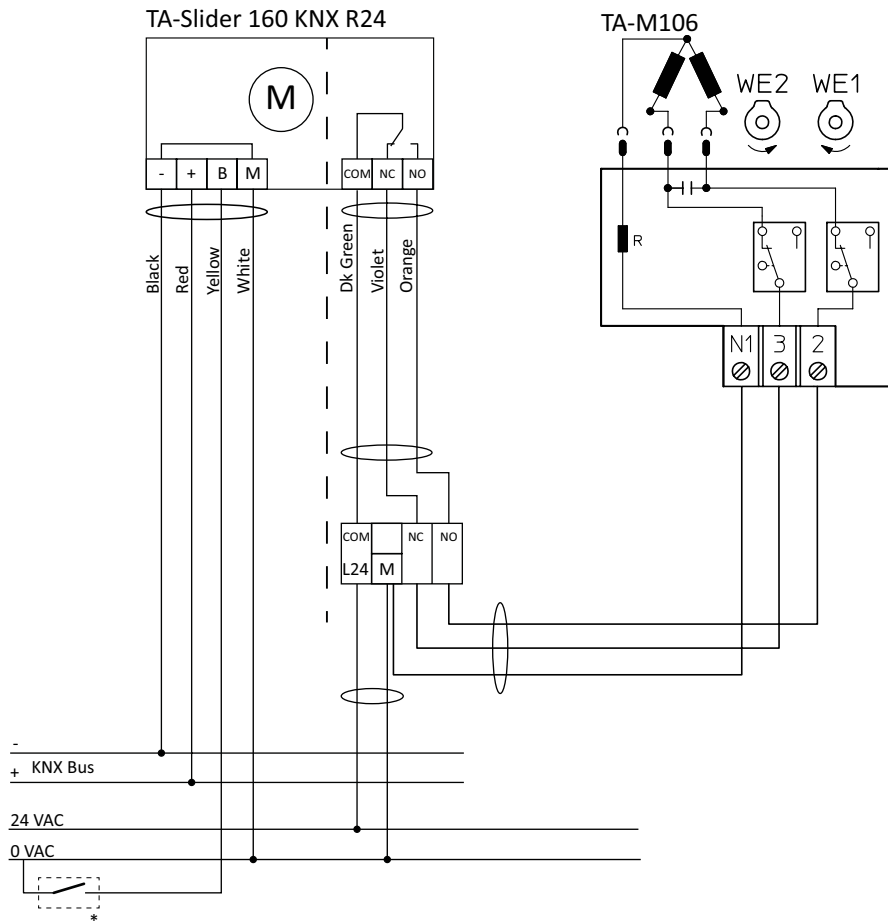 TA-Slider 160 KNX R24
TA-M106
M
WE2 WE1
- + B M
COM NC NO
R
Black
Red
Yellow
White
Dk Green
Violet
Orange
N1 3 2
COM NC NO
L24 M
-
+ KNX Bus
24 VAC
0 VAC
*